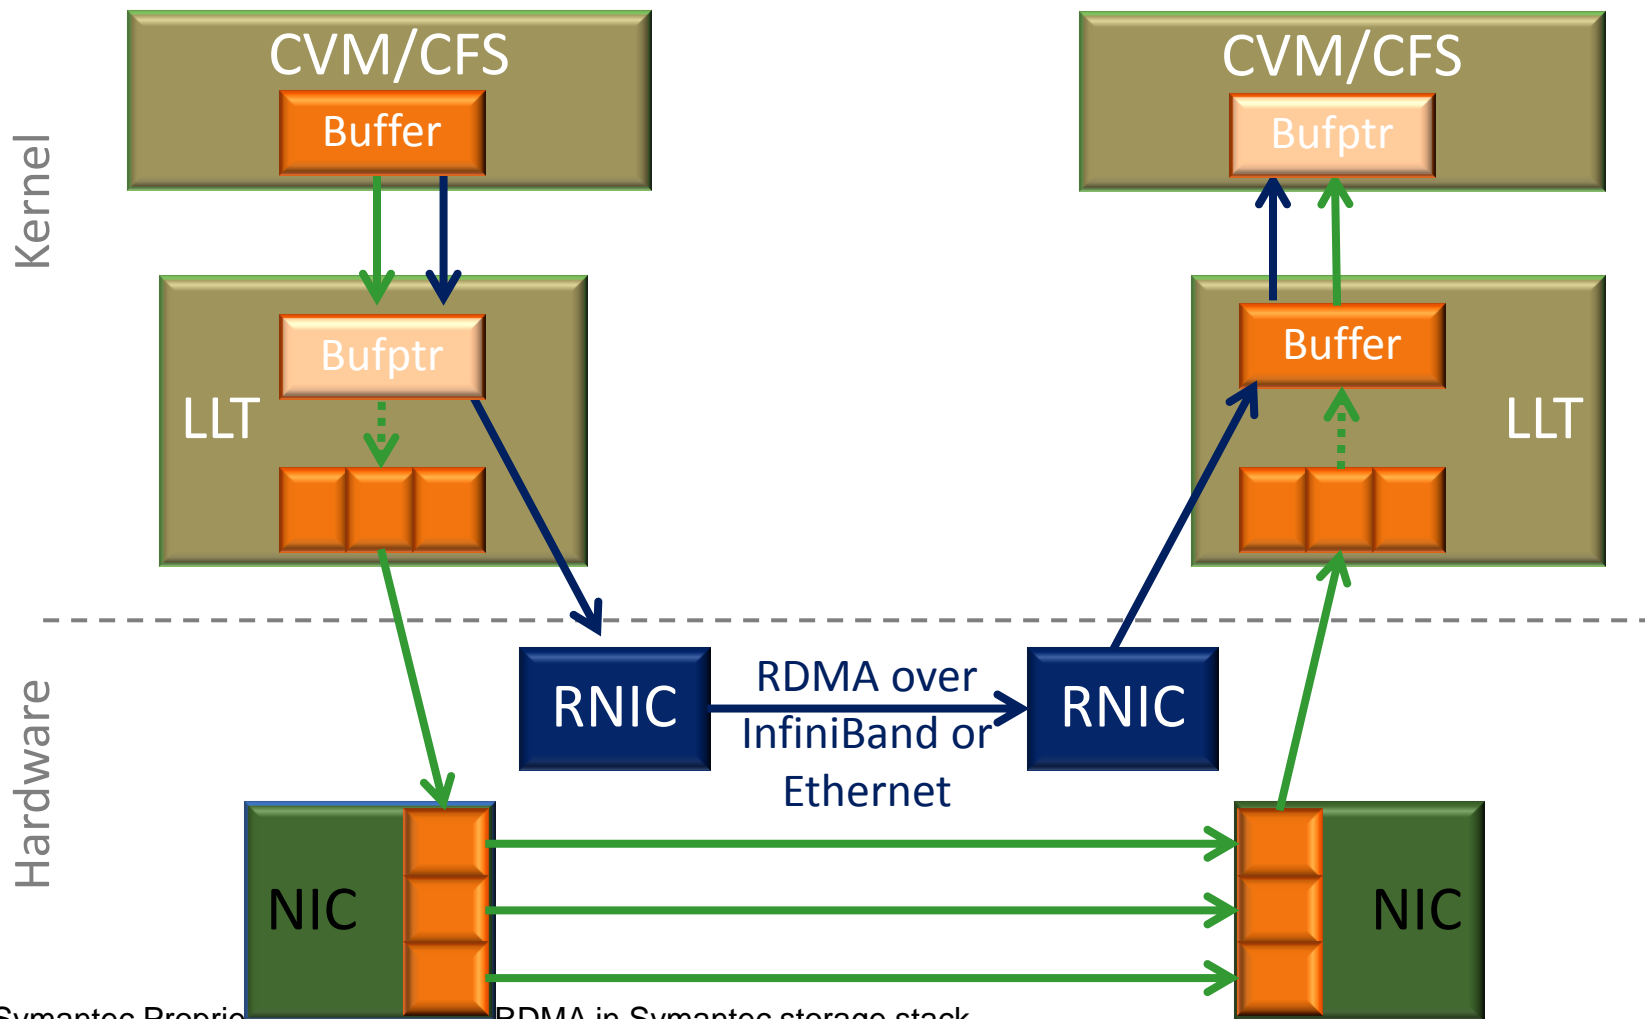 CVM/CFS
Buffer
CVM/CFS
Bufptr
Kernel
Bufptr
LLT
Buffer
LLT
Hardware
RNIC
RDMA over
InfiniBand or
Ethernet
RNIC
NIC
NIC
Symantec RDMA in Symantec storage stack